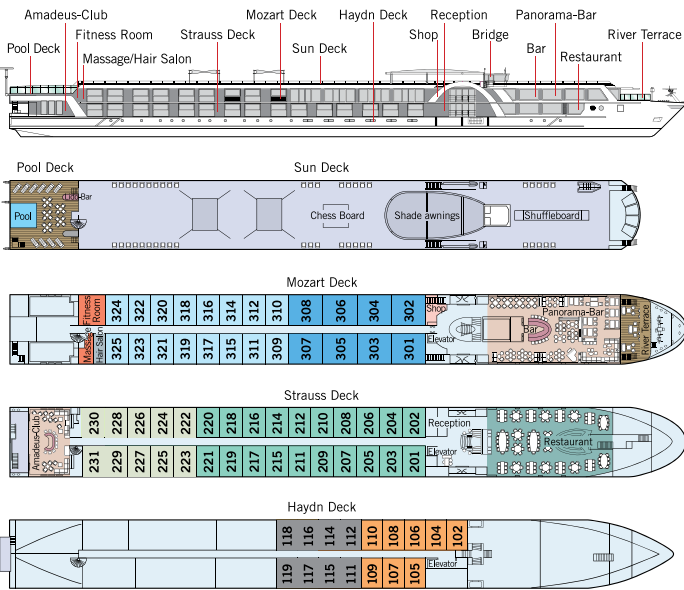 Amadeus-Club
Mozart Deck
Haydn Deck
Reception
Panorama-Bar
Fitness Room
Strauss Deck
Shop
Bridge
River Terrace
Pool Deck
Massage/Hair Salon
Sun Deck
Bar
Restaurant
Pool Deck
Sun Deck
Bar
Pool
Chess Board
Shade awnings
Shuffleboard
Mozart Deck
Fitness
Room
324 322 320 318 316 314 312 310 308 306 304 302
Shop
Panorama-Bar
Bar
River Terrace
Massage
Hair Salon
325 323 321 319 317 315 311 309 307 305 303 301
Elevator
Strauss Deck
Amadeus-Club
230 228 226 224 222 220 218 216 214 212 210 208 206 204 202
Reception
Restaurant
231 229 227 225 223 221 219 217 215 211 209 207 205 203 201
Elevator
Haydn Deck
118 116 114 112 110 108 106 104 102
119 117 115 111 109 107 105
Elevator